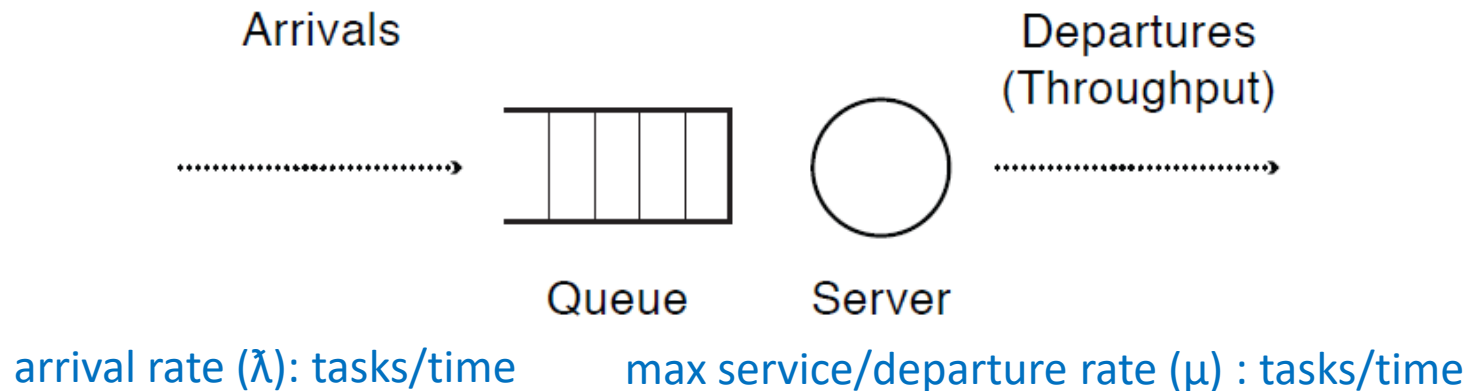 Arrivals
Departures
(Throughput)
Queue
Server
arrival rate (ƛ): tasks/time
max service/departure rate (μ) : tasks/time